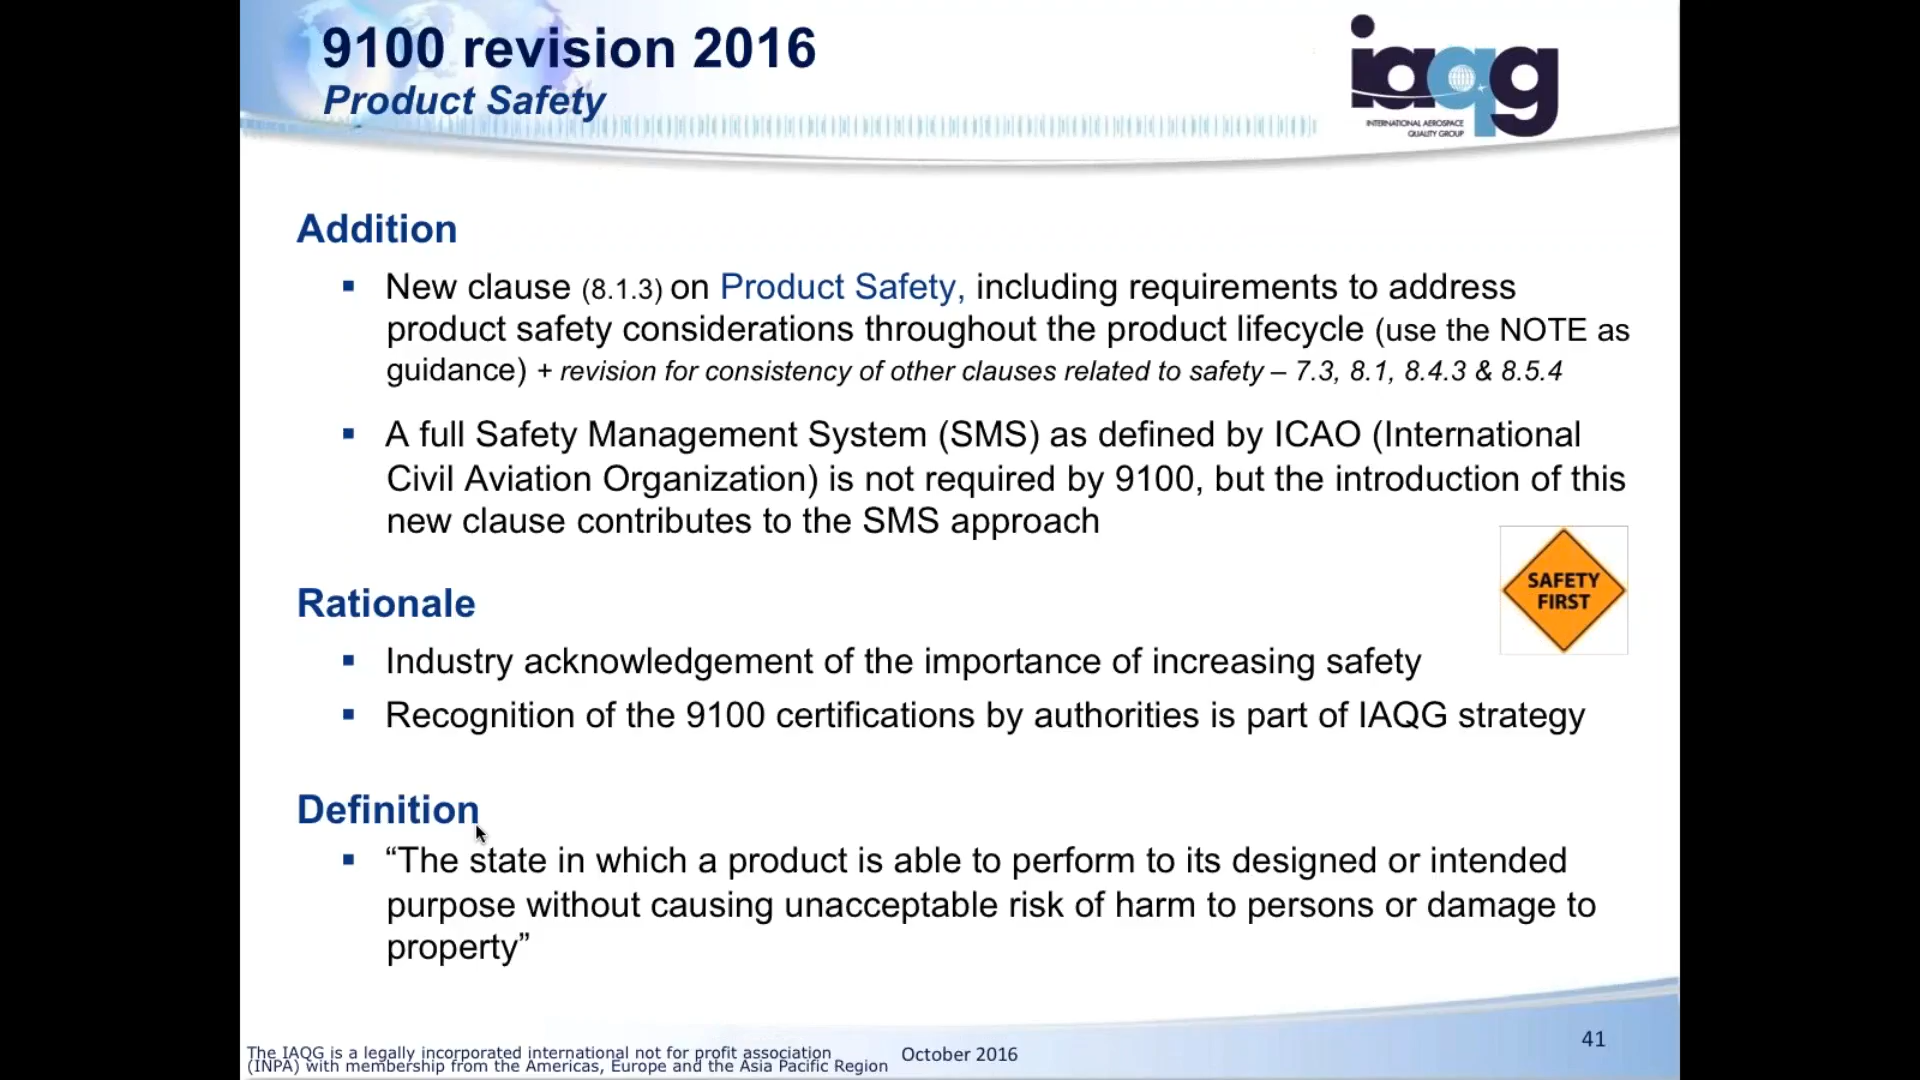 9100 revision 2016
Product Safety
iaqg
INTERNATIONAL AEROSPACE
QUALITY GROUP
Addition
▪ New clause (8.1.3) on Product Safety, including requirements to address
product safety considerations throughout the product lifecycle (use the NOTE as
guidance) + revision for consistency of other clauses related to safety – 7.3, 8.1, 8.4.3 & 8.5.4
▪ A full Safety Management System (SMS) as defined by ICAO (International
Civil Aviation Organization) is not required by 9100, but the introduction of this
new clause contributes to the SMS approach
SAFETY
FIRST
Rationale
▪ Industry acknowledgement of the importance of increasing safety
▪ Recognition of the 9100 certifications by authorities is part of IAQG strategy
Definition
▪ “The state in which a product is able to perform to its designed or intended
purpose without causing unacceptable risk of harm to persons or damage to
property”
The IAQG is a legally incorporated international not for profit association
(INPA) with membership from the Americas, Europe and the Asia Pacific Region
October 2016
41